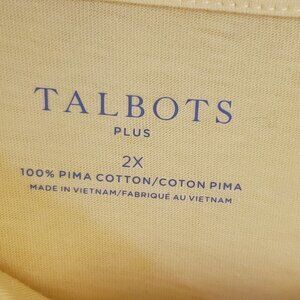 TALBOTS
PLUS
2X
100% PIMA COTTON/COTON PIMA
MADE IN VIETNAM/FABRIQUÉ AU VIETNAM